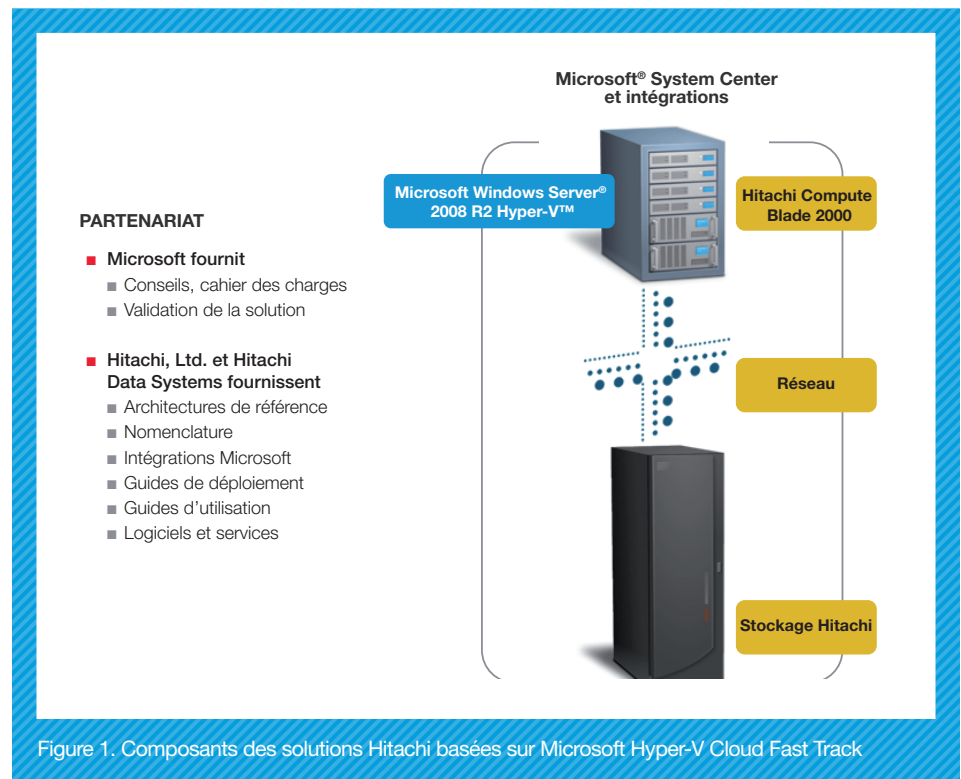 Microsoft® System Center
et intégrations
Microsoft Windows Server®
2008 R2 Hyper-V™
Hitachi Compute
Blade 2000
PARTENARIAT
■ Microsoft fournit
■ Conseils, cahier des charges
■ Validation de la solution
■ Hitachi, Ltd. et Hitachi
Data Systems fournissent
■ Architectures de référence
■ Nomenclature
■ Intégrations Microsoft
■ Guides de déploiement
■ Guides d’utilisation
■ Logiciels et services
Réseau
Stockage Hitachi
Figure 1. Composants des solutions Hitachi basées sur Microsoft Hyper-V Cloud Fast Track